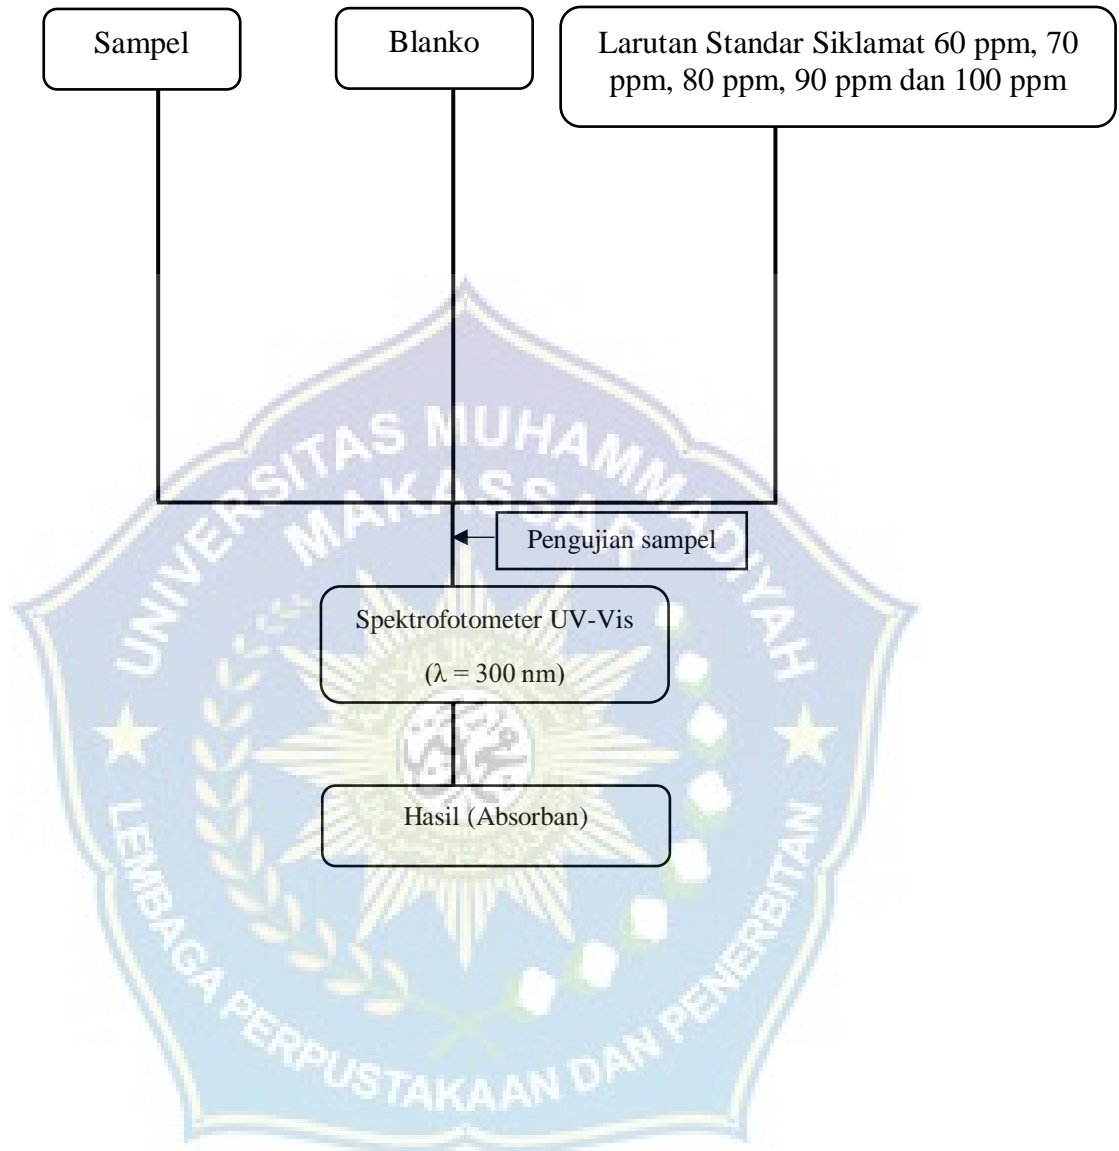 Sampel
Blanko
Larutan Standar Siklamat 60 ppm, 70
ppm, 80 ppm, 90 ppm dan 100 ppm
UNIVERSITAS MUHAMMADIYAH
MAKASSAR
Pengujian sampel
Spektrofotometer UV-Vis
(λ = 300 nm)
Hasil (Absorban)
LEMBAGA PERPUSTAKAAN DAN PENERBITAN